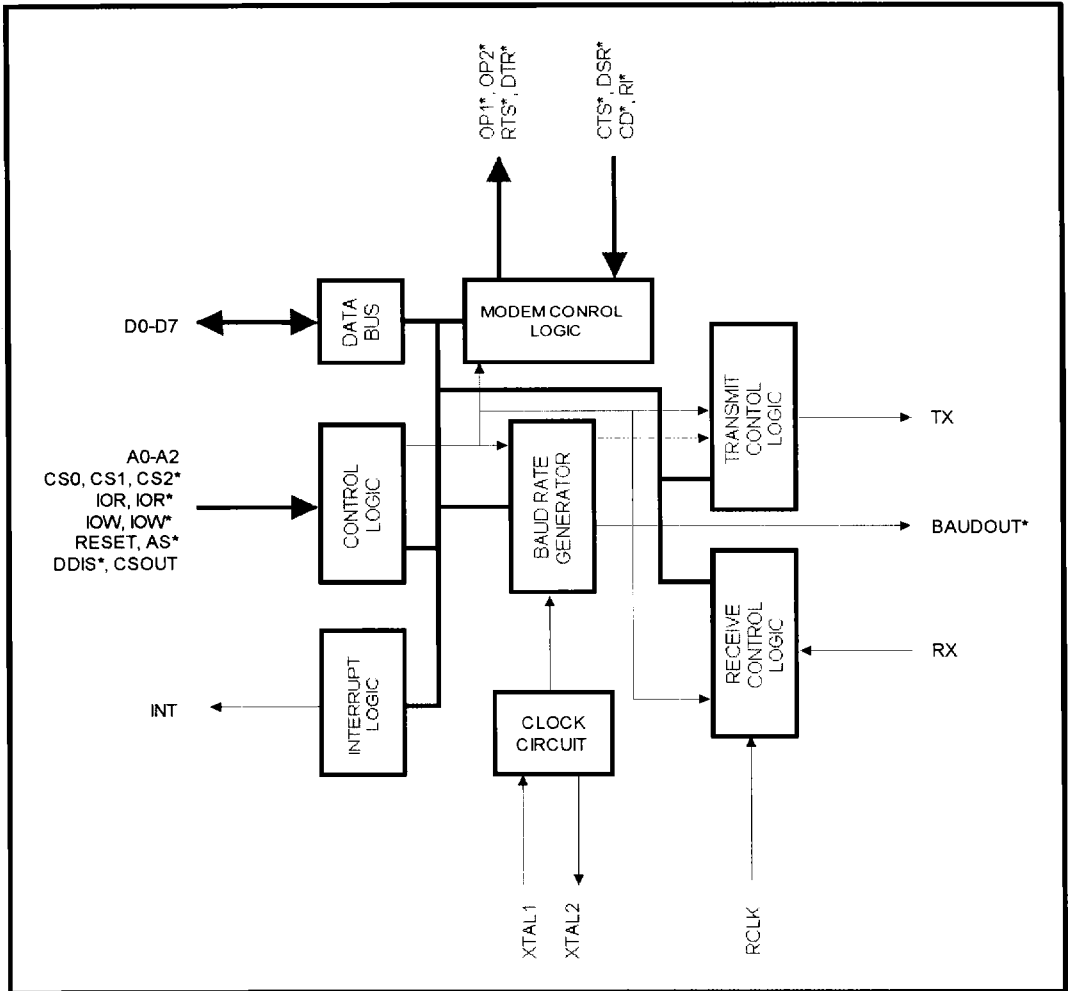 OP1*, OP2*
RTS*, DTR*
CTS*, DSR*
CD*, RI*
D0-D7
DATA
BUS
MODEM CONROL
LOGIC
TRANSMIT
CONTOL
LOGIC
TX
A0-A2
CS0, CS1, CS2*
IOR, IOR*
IOW, IOW*
RESET, AS*
DDIS*, CSOUT
CONTROL
LOGIC
BAUD RATE
GENERATOR
BAUDOUT*
INT
INTERRUPT
LOGIC
CLOCK
CIRCUIT
RECEIVE
CONTROL
LOGIC
RX
XTAL1
XTAL2
RCLK